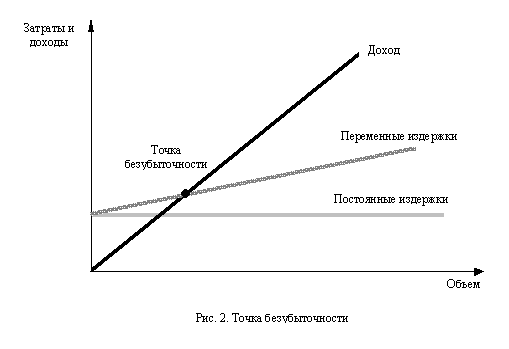 Затраты и
доходы
Доход
Переменные издержки
Точка
безубыточности
Постоянные издержки
Объем
Рис. 2. Точка безубыточности